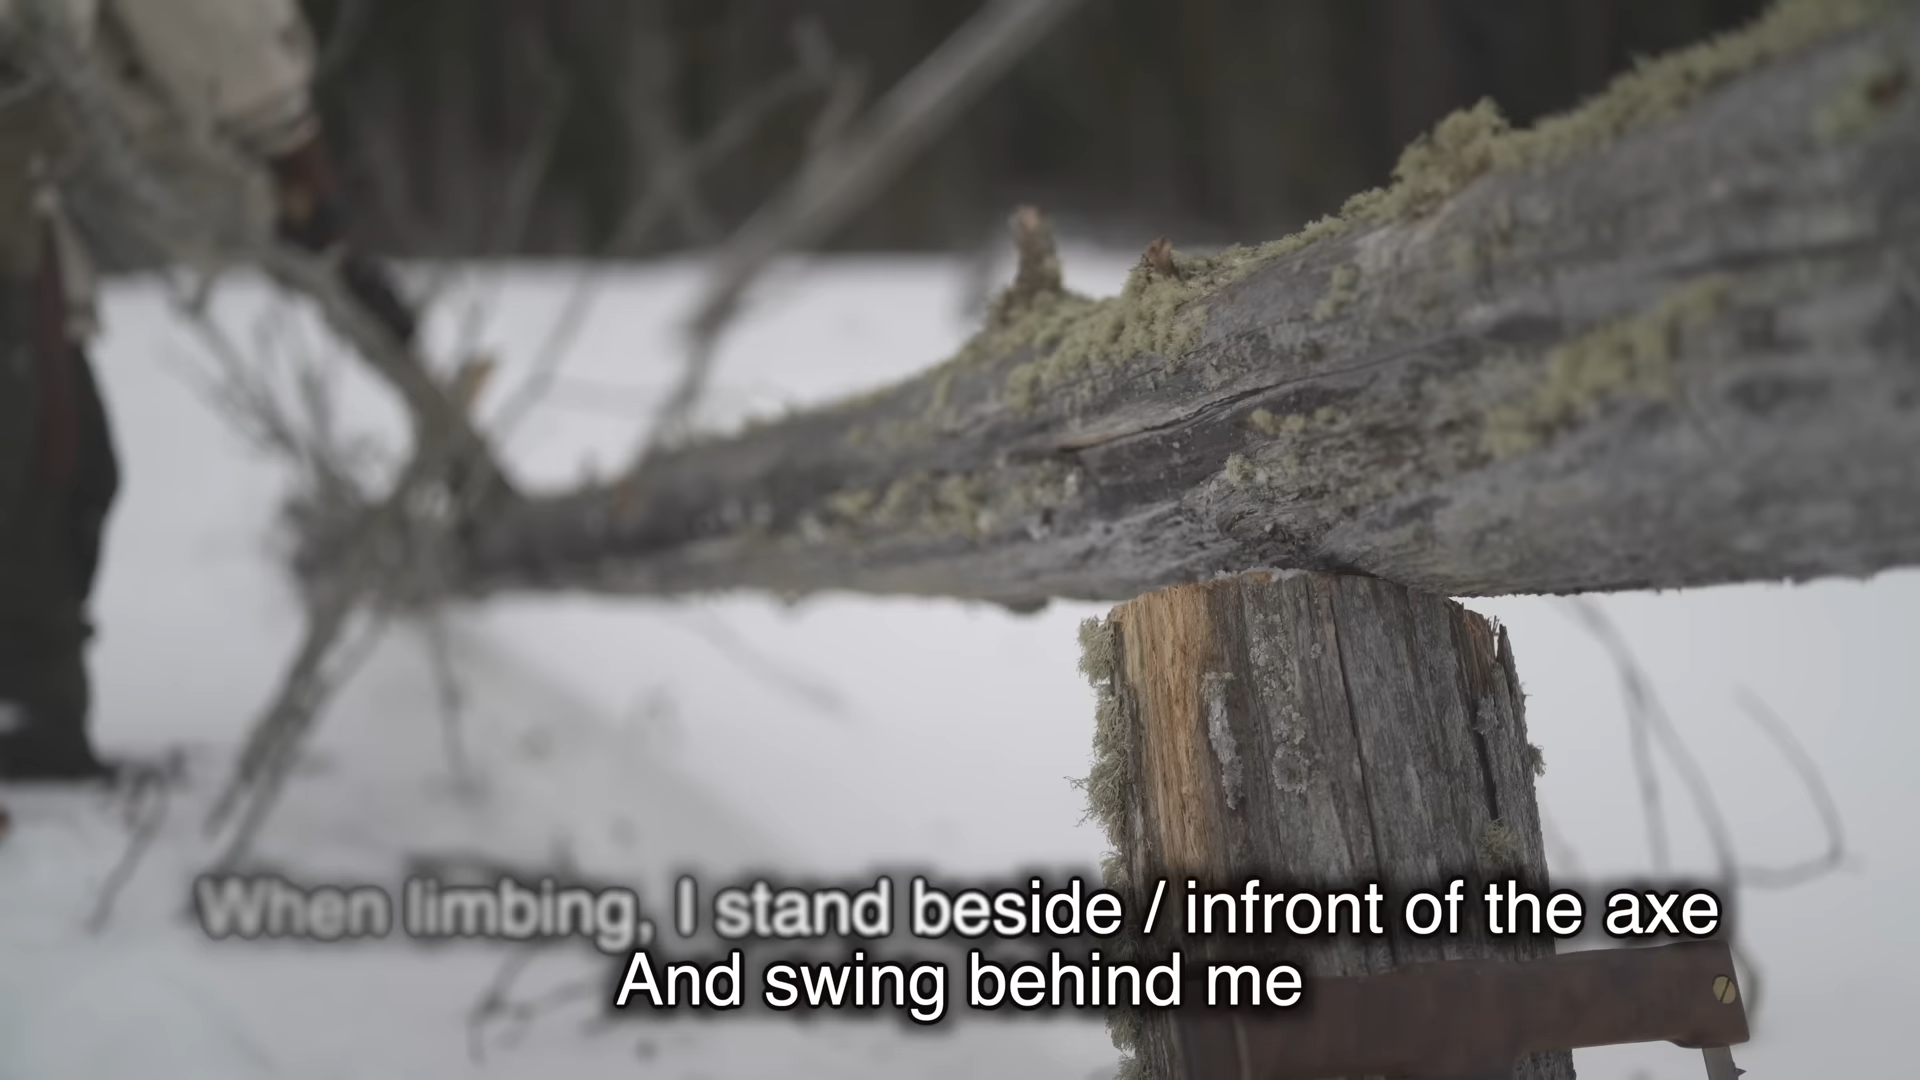 When limbing, I stand beside / infront of the axe
And swing behind me